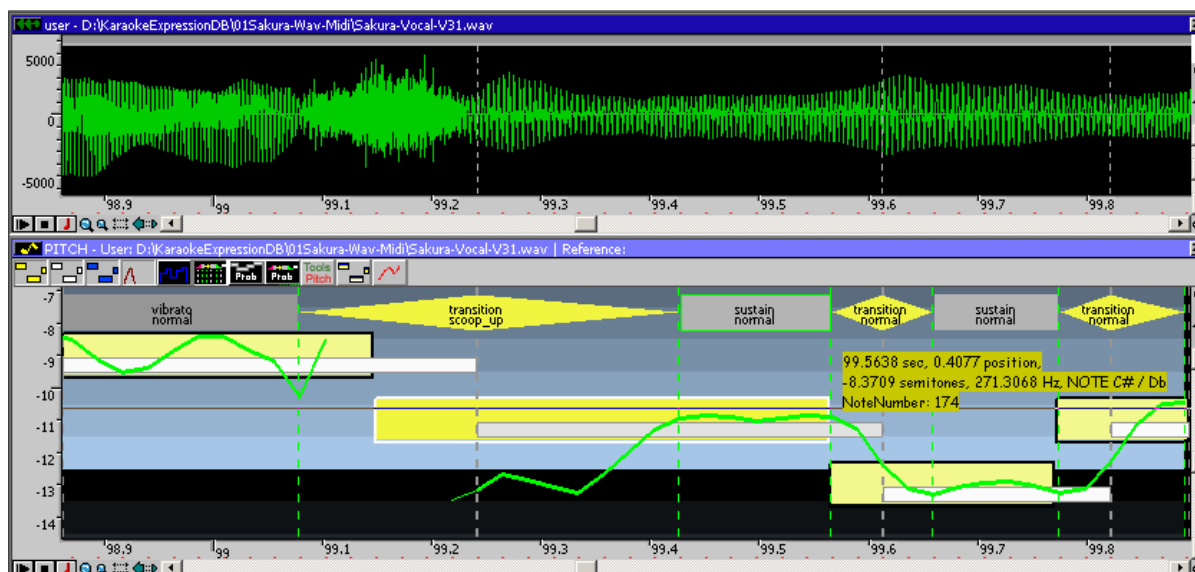 user - D:\KaraokeExpressionDB\01Sakura-Wav-Midi\Sakura-Vocal-V31.wav
5000
0
-5000
98.9 99 99.1 99.2 99.3 99.4 99.5 99.6 99.7 99.8
PITCH - User: D:\KaraokeExpressionDB\01Sakura-Wav-Midi\Sakura-Vocal-V31.wav | Reference:
Prob Prob Tools Pitch
-7
-8
-9
-10
-11
-12
-13
-14
vibrato
normal
transition
scoop_up
sustain
normal
transition
normal
sustain
normal
transition
normal
99.5638 sec, 0.4077 position,
-8.3709 semitones, 271.3068 Hz, NOTE C# / Db
NoteNumber: 174
98.9 99 99.1 99.2 99.3 99.4 99.5 99.6 99.7 99.8